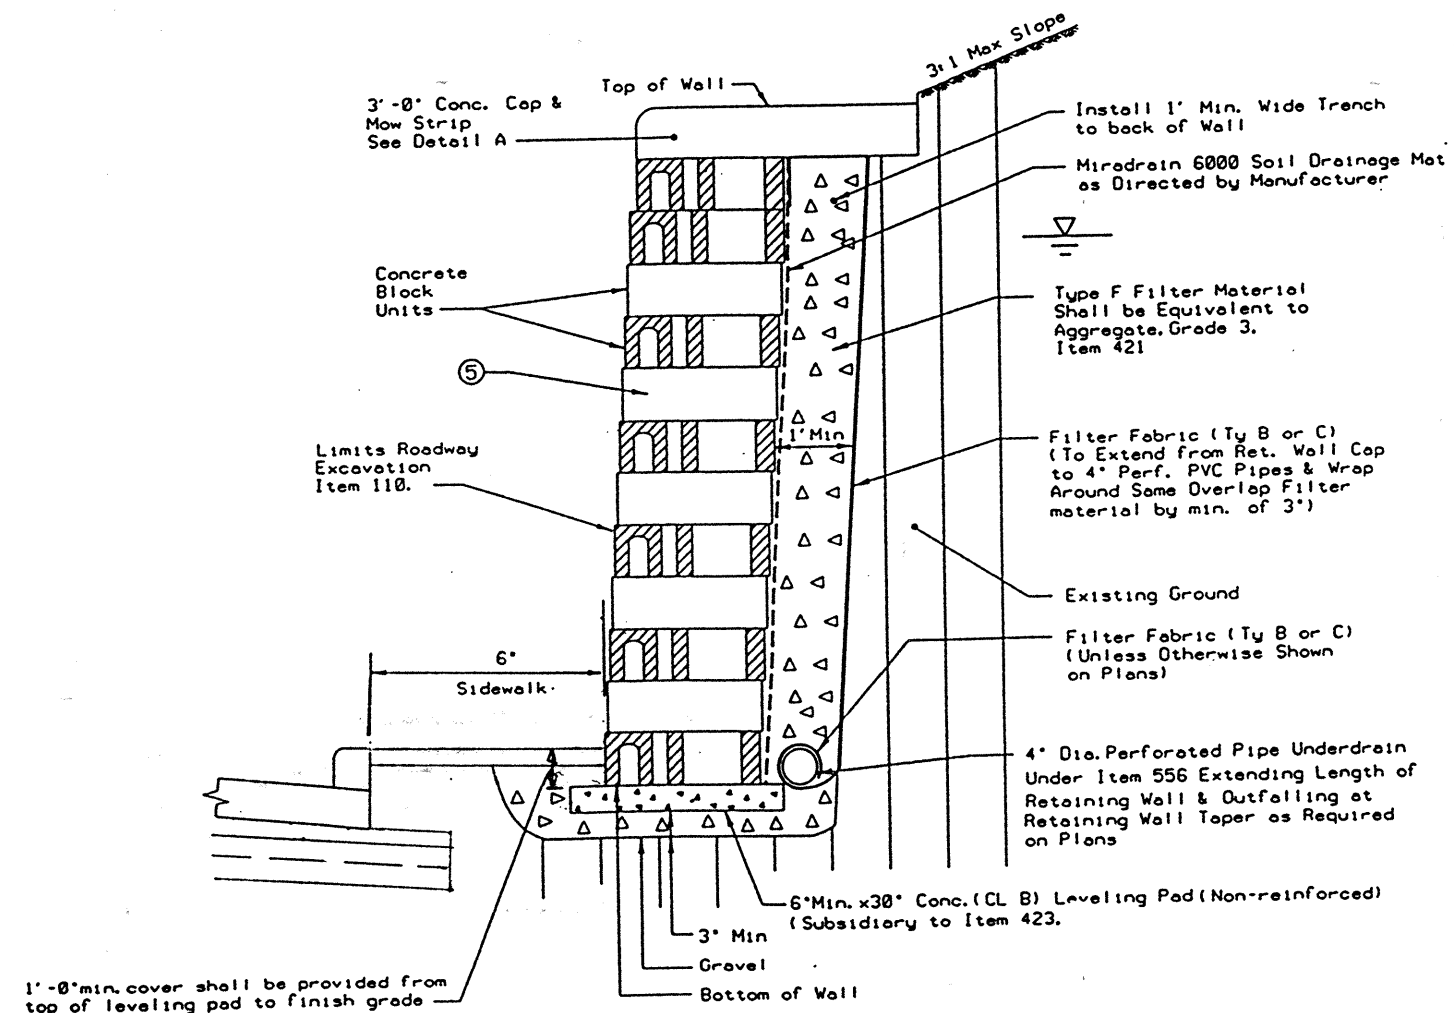 3:1 Max Slope
Top of Wall
3'-0" Conc. Cap &
Mow Strip
See Detail A
Install 1' Min. Wide Trench
to back of Wall
Miradrain 6000 Soil Drainage Mat
as Directed by Manufacturer
Concrete
Block
Units
Type F Filter Material
Shall be Equivalent to
Aggregate, Grade 3.
Item 421
5
Limits Roadway
Excavation
Item 110.
1' Min
Filter Fabric (Ty B or C)
(To Extend from Ret. Wall Cap
to 4" Perf. PVC Pipes & Wrap
Around Same Overlap Filter
material by min. of 3")
Existing Ground
Filter Fabric (Ty B or C)
(Unless Otherwise Shown
on Plans)
6"
Sidewalk
4" Dia. Perforated Pipe Underdrain
Under Item 556 Extending Length of
Retaining Wall & Outfalling at
Retaining Wall Taper as Required
on Plans
6"Min. x30" Conc. (CL B) Leveling Pad (Non-reinforced)
(Subsidiary to Item 423.
3" Min
Gravel
Bottom of Wall
1'-0"min. cover shall be provided from
top of leveling pad to finish grade